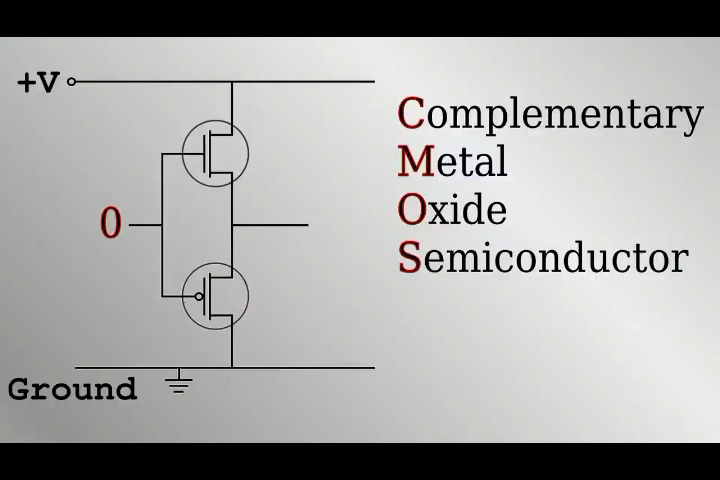 +V
0
Ground
Complementary
Metal
Oxide
Semiconductor